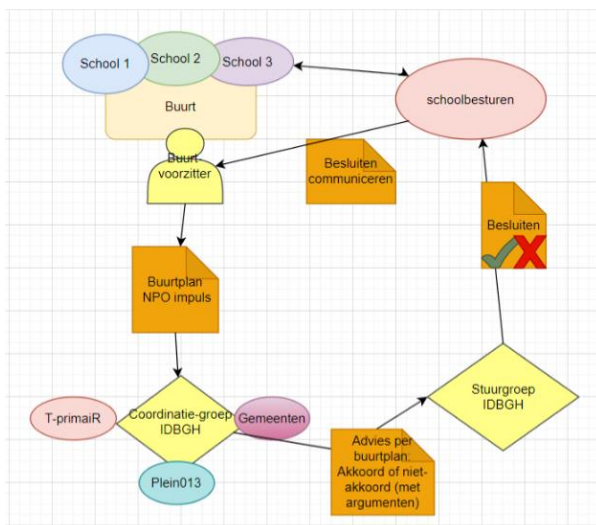 School 1
School 2
School 3
Buurt
Buurt-
voorzitter
schoolbesturen
Besluiten
communiceren
Besluiten
Buurtplan
NPO impuls
T-primaiR
Coordinatie-groep
IDBGH
Gemeenten
Plein013
Advies per
buurtplan:
Akkoord of niet-
akkoord (met
argumenten)
Stuurgroep
IDBGH